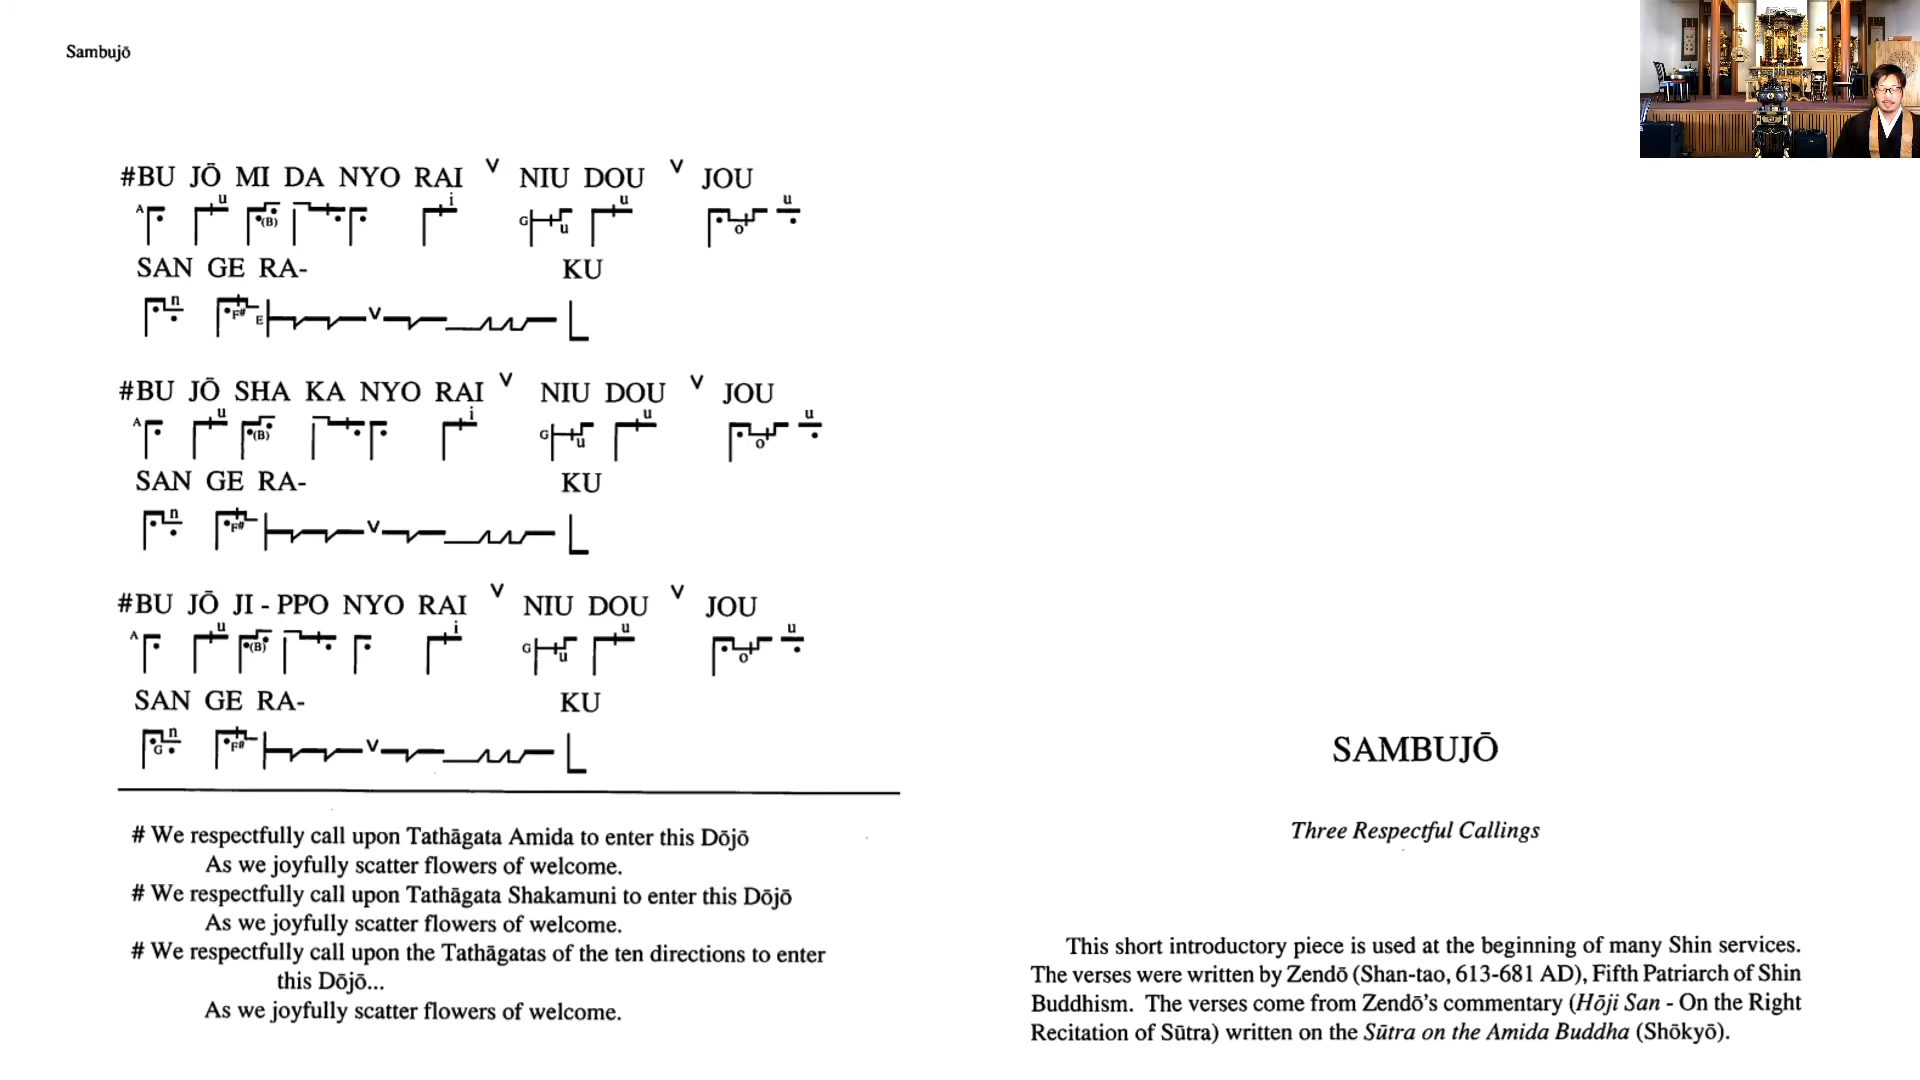 Sambujō
#BU JŌ MI DA NYO RAI v NIU DOU v JOU
A u (B) i G u u o u
SAN GE RA- KU
n F# E v
#BU JŌ SHA KA NYO RAI v NIU DOU v JOU
A u (B) i G u u o u
SAN GE RA- KU
n F# v
#BU JŌ JI - PPO NYO RAI v NIU DOU v JOU
A u (B) i G u u o u
SAN GE RA- KU
G n F# v
# We respectfully call upon Tathāgata Amida to enter this Dōjō
As we joyfully scatter flowers of welcome.
# We respectfully call upon Tathāgata Shakamuni to enter this Dōjō
As we joyfully scatter flowers of welcome.
# We respectfully call upon the Tathāgatas of the ten directions to enter
this Dōjō...
As we joyfully scatter flowers of welcome.
SAMBUJŌ
Three Respectful Callings
This short introductory piece is used at the beginning of many Shin services.
The verses were written by Zendō (Shan-tao, 613-681 AD), Fifth Patriarch of Shin
Buddhism. The verses come from Zendō's commentary (Hōji San - On the Right
Recitation of Sūtra) written on the Sūtra on the Amida Buddha (Shōkyō).